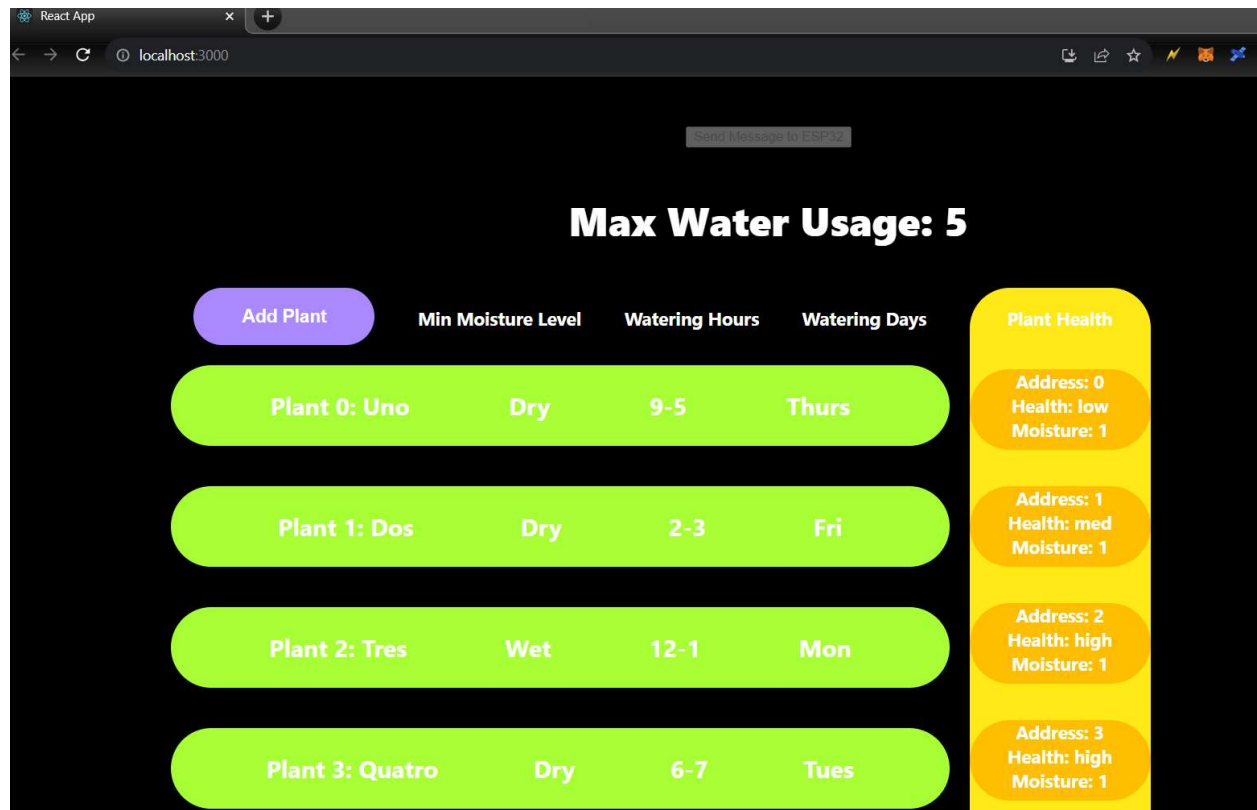 React App
localhost:3000
Send Message to ESP32
Max Water Usage: 5
Add Plant Min Moisture Level Watering Hours Watering Days Plant Health
Plant 0: Uno Dry 9-5 Thurs
Address: 0
Health: low
Moisture: 1
Plant 1: Dos Dry 2-3 Fri
Address: 1
Health: med
Moisture: 1
Plant 2: Tres Wet 12-1 Mon
Address: 2
Health: high
Moisture: 1
Plant 3: Quatro Dry 6-7 Tues
Address: 3
Health: high
Moisture: 1